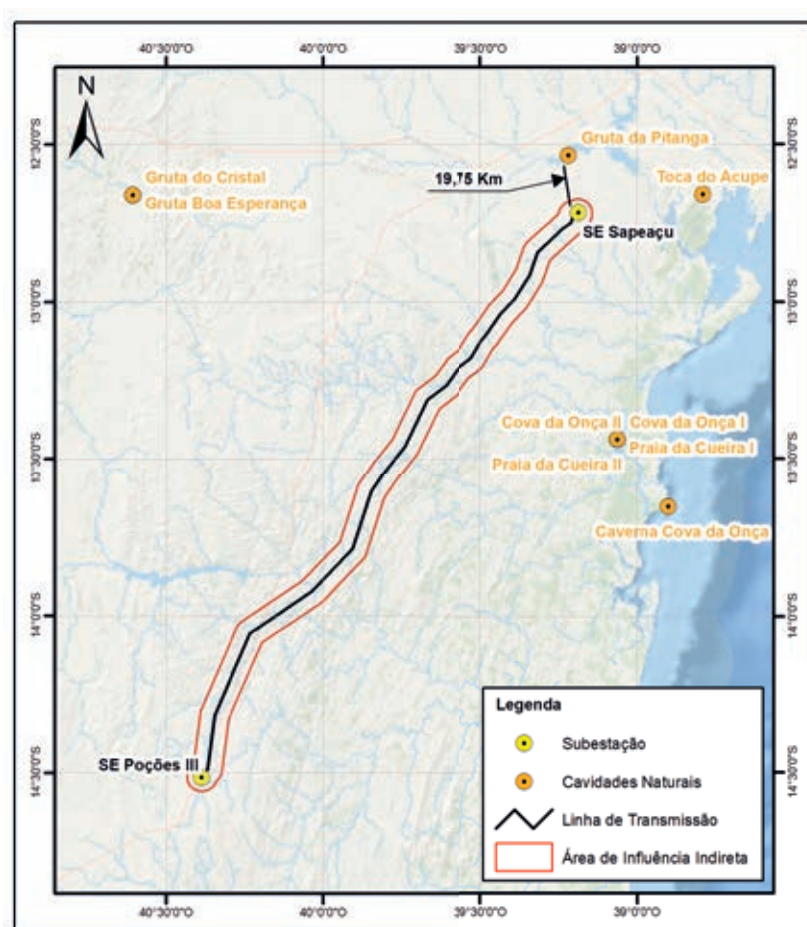 40°30'0"O
40°0'0"O
39°30'0"O
39°0'0"O
N
12°30'0"S
12°30'0"S
Gruta da Pitanga
Gruta do Cristal
Gruta Boa Esperança
19,75 Km
Toca do Acupe
SE Sapeaçu
13°0'0"S
13°0'0"S
Cova da Onça II
Cova da Onça I
Praia da Cueira I
Praia da Cueira II
13°30'0"S
13°30'0"S
Caverna Cova da Onça
14°0'0"S
14°0'0"S
SE Poções III
14°30'0"S
14°30'0"S
Legenda
Subestação
Cavidades Naturais
Linha de Transmissão
Área de Influência Indireta
40°30'0"O
40°0'0"O
39°30'0"O
39°0'0"O